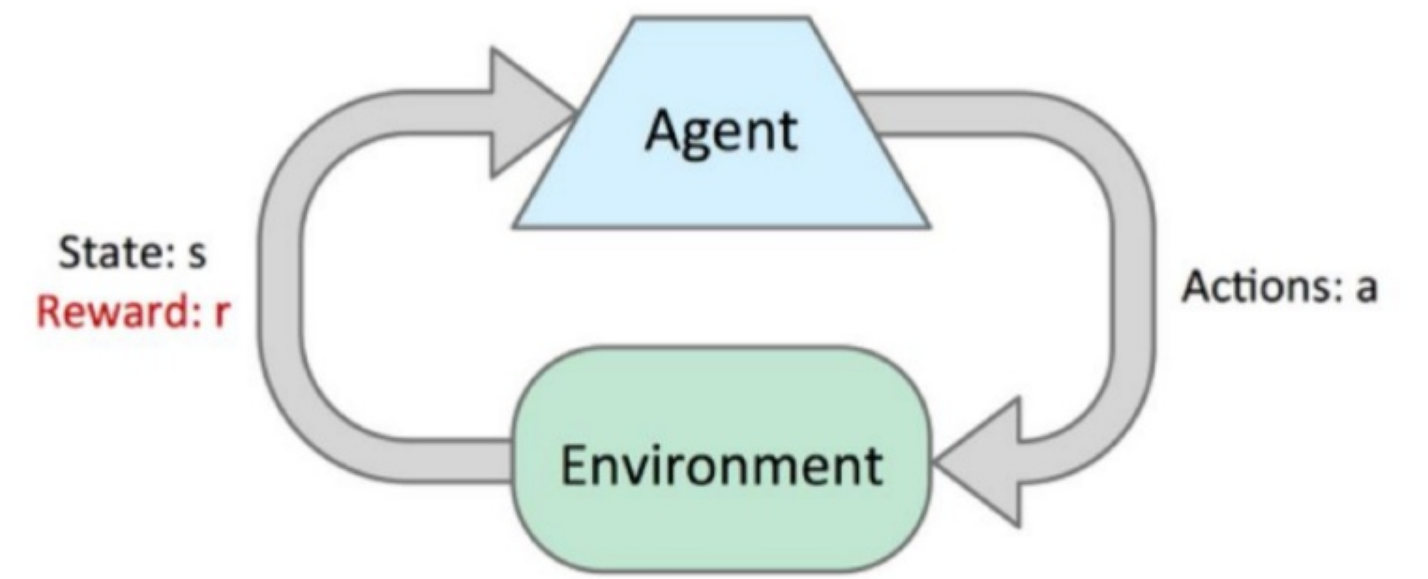 Agent
State: s
Reward: r
Actions: a
Environment